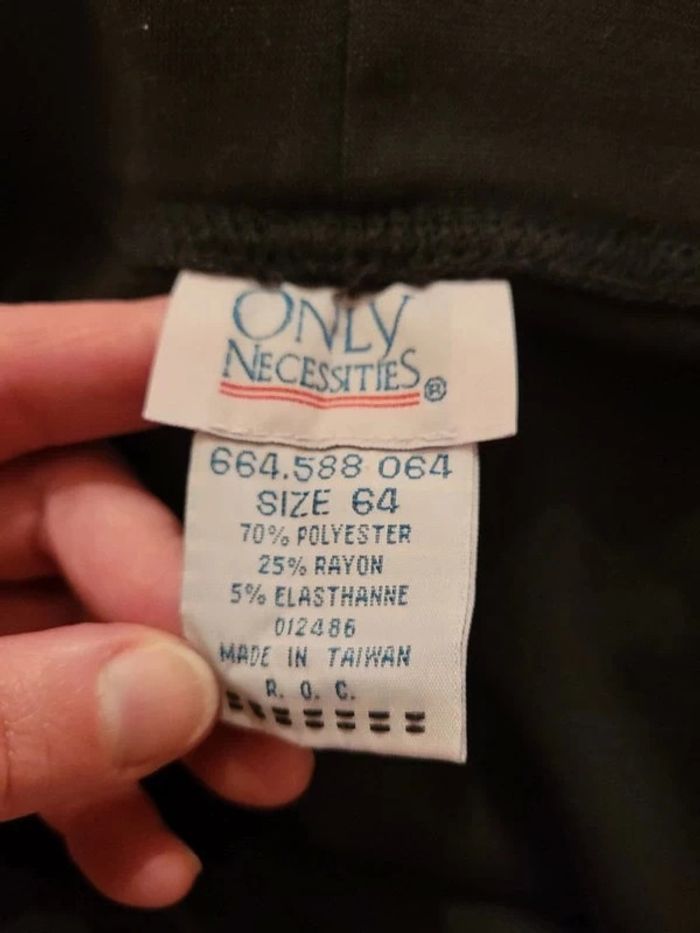 ONLY
NECESSITIES®
664.588 064
SIZE 64
70% POLYESTER
25% RAYON
5% ELASTHANNE
012486
MADE IN TAIWAN
R. O. C.